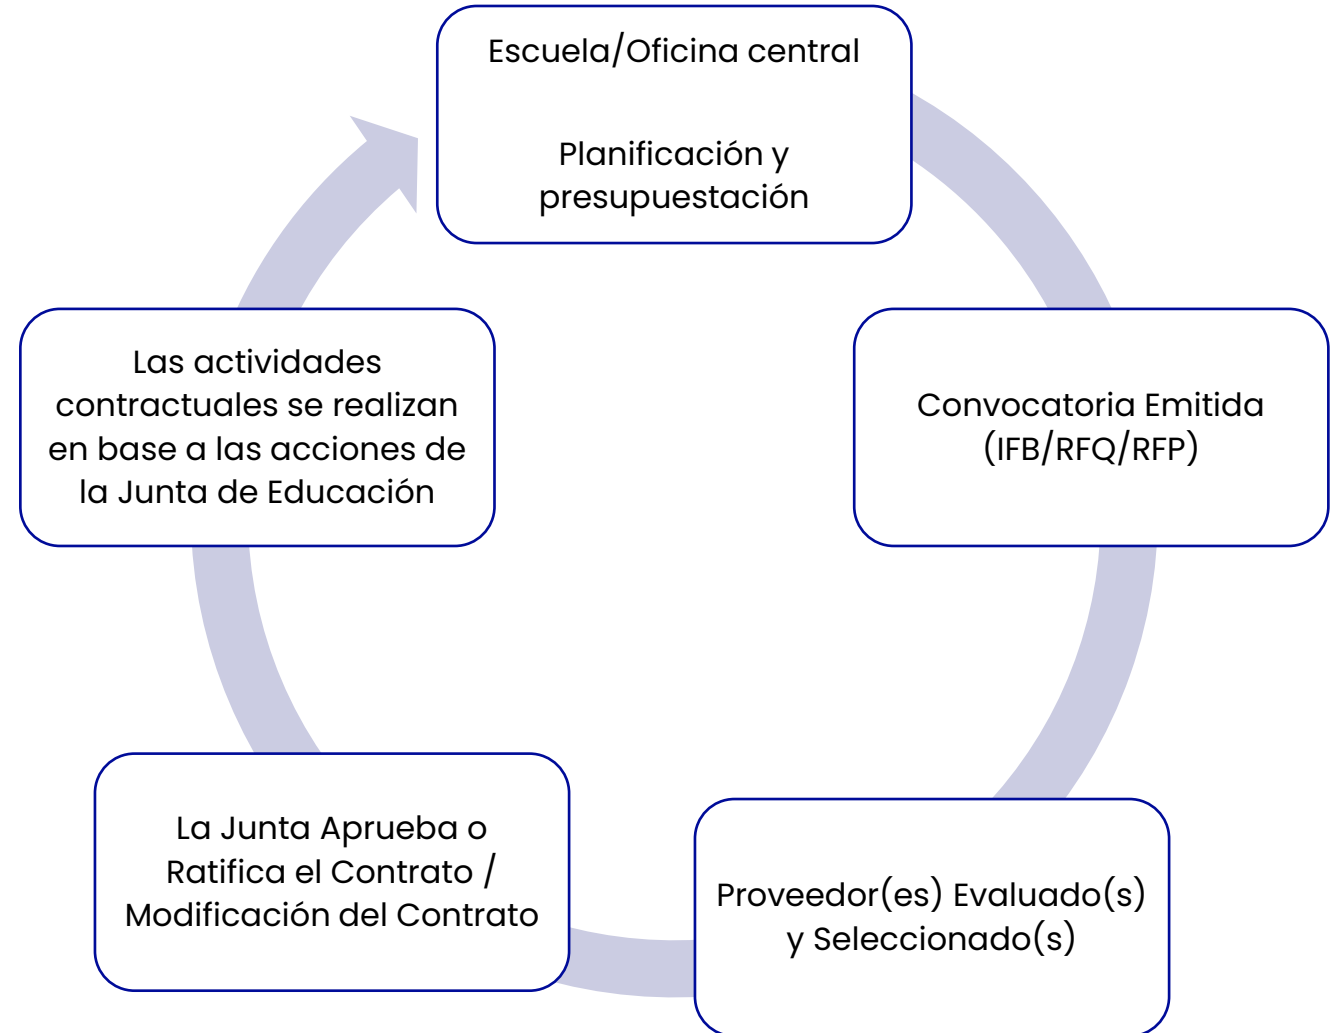 Escuela/Oficina central
Planificación y
presupuestación
Convocatoria Emitida
(IFB/RFQ/RFP)
Proveedor(es) Evaluado(s)
y Seleccionado(s)
La Junta Aprueba o
Ratifica el Contrato /
Modificación del Contrato
Las actividades
contractuales se realizan
en base a las acciones de
la Junta de Educación